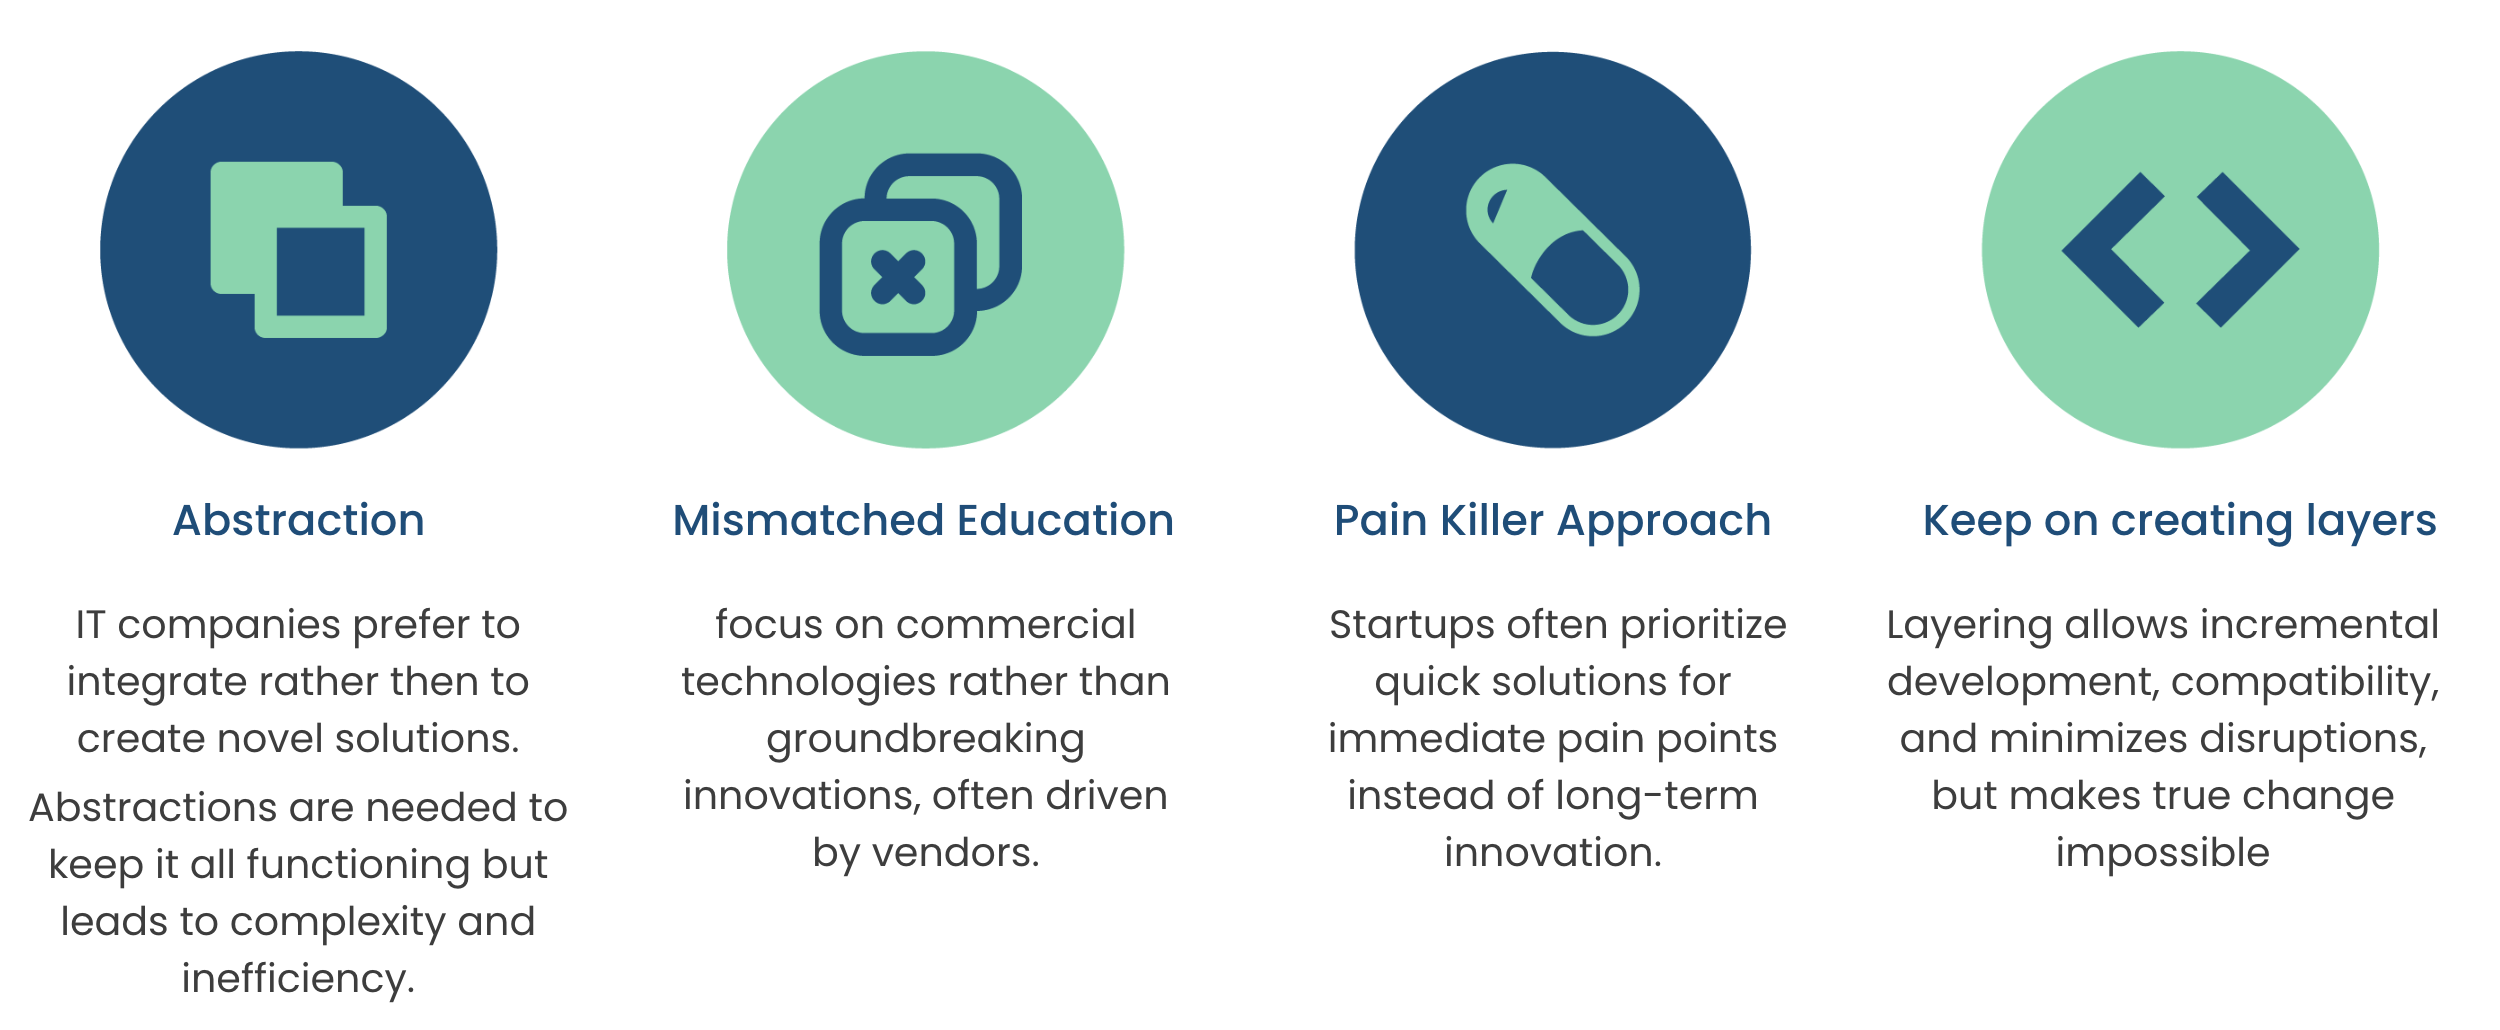 Abstraction
IT companies prefer to
integrate rather then to
create novel solutions.
Abstractions are needed to
keep it all functioning but
leads to complexity and
inefficiency.
Mismatched Education
focus on commercial
technologies rather than
groundbreaking
innovations, often driven
by vendors.
Pain Killer Approach
Startups often prioritize
quick solutions for
immediate pain points
instead of long-term
innovation.
Keep on creating layers
Layering allows incremental
development, compatibility,
and minimizes disruptions,
but makes true change
impossible